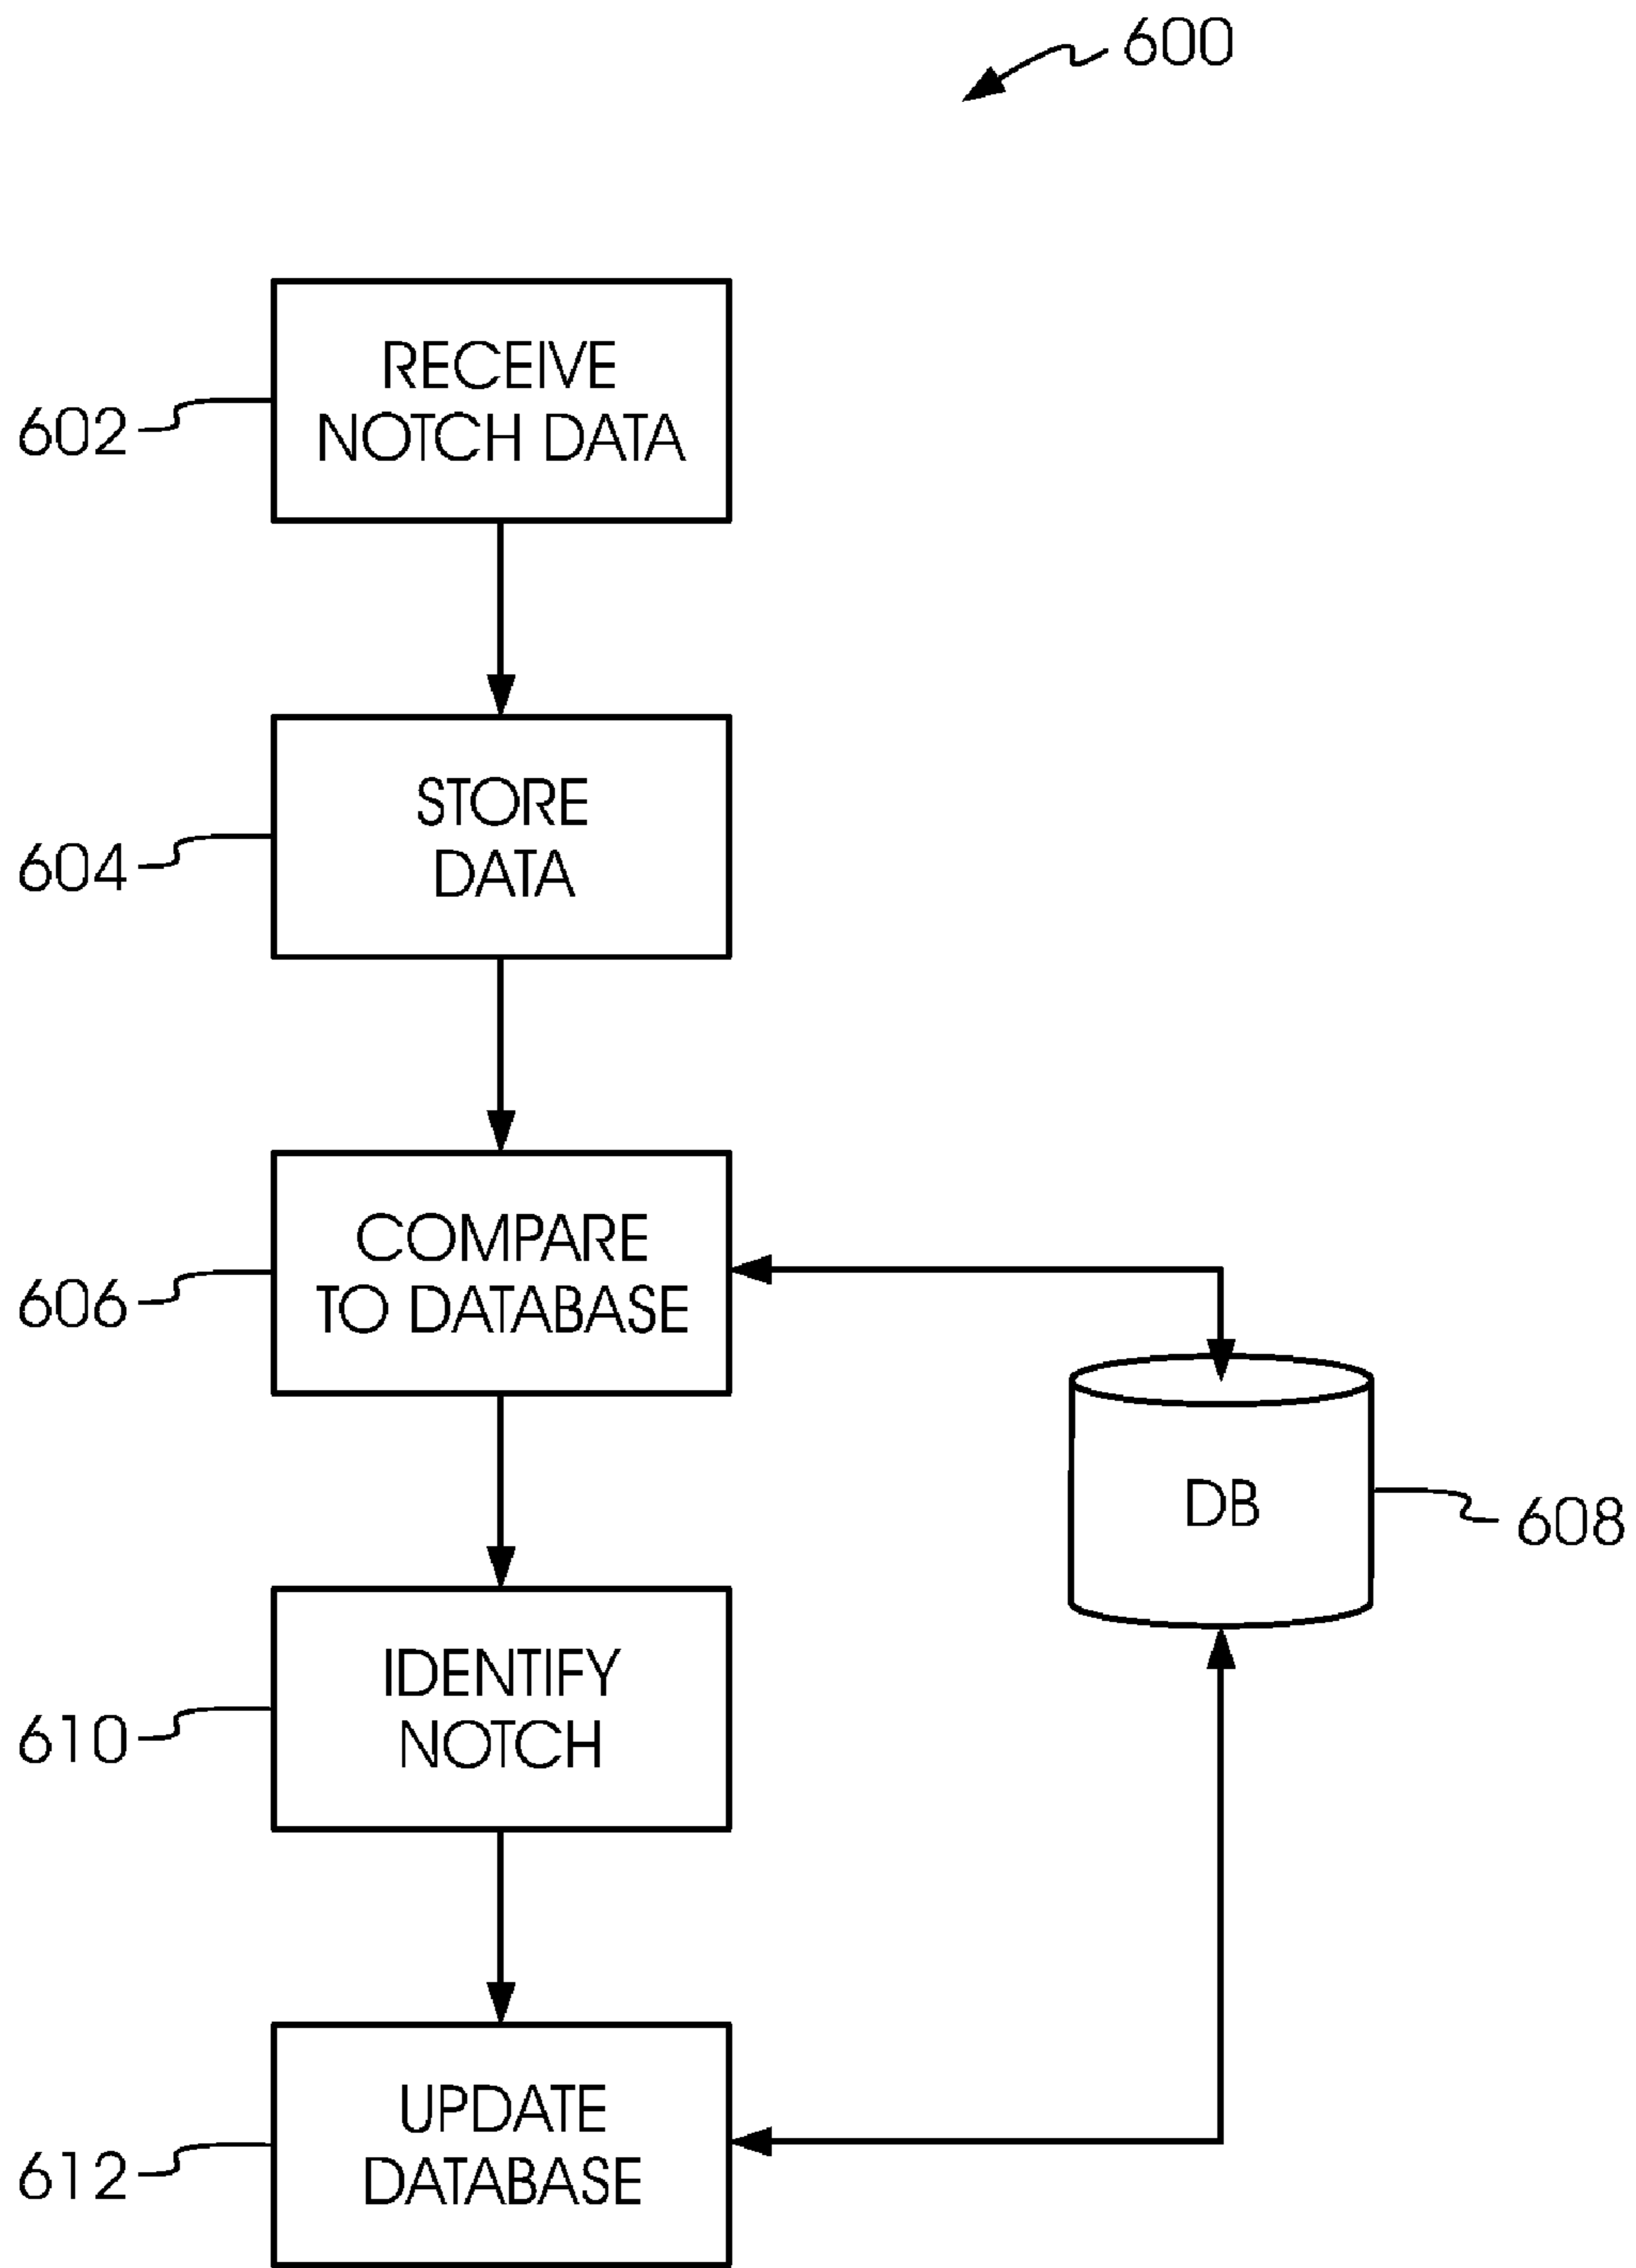 600
RECEIVE
NOTCH DATA
602
STORE
DATA
604
COMPARE
TO DATABASE
606
DB
608
IDENTIFY
NOTCH
610
UPDATE
DATABASE
612